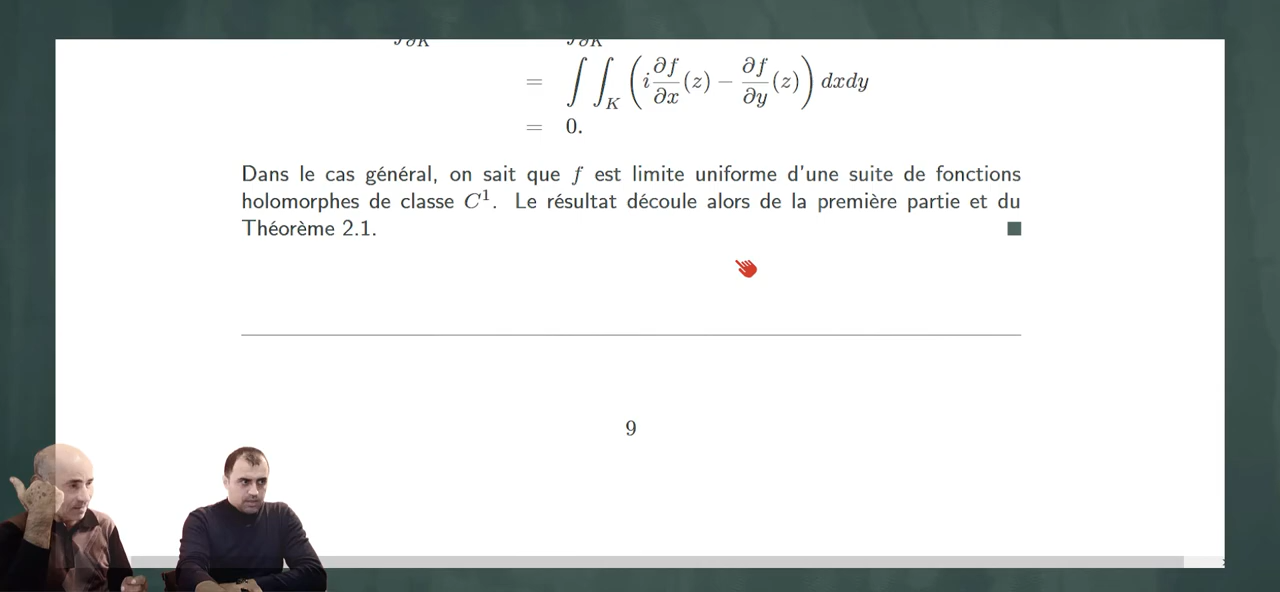 = ∫∫_K (i ∂f/∂x (z) − ∂f/∂y (z)) dxdy
= 0.
Dans le cas général, on sait que f est limite uniforme d'une suite de fonctions
holomorphes de classe C¹. Le résultat découle alors de la première partie et du
Théorème 2.1.
9